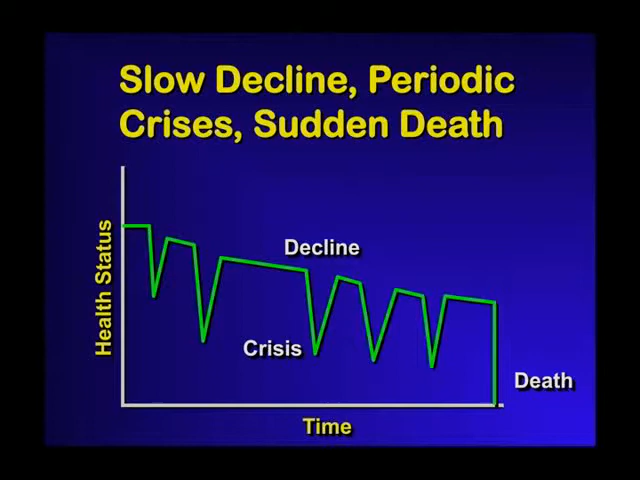 Slow Decline, Periodic
Crises, Sudden Death
Health Status
Decline
Crisis
Death
Time